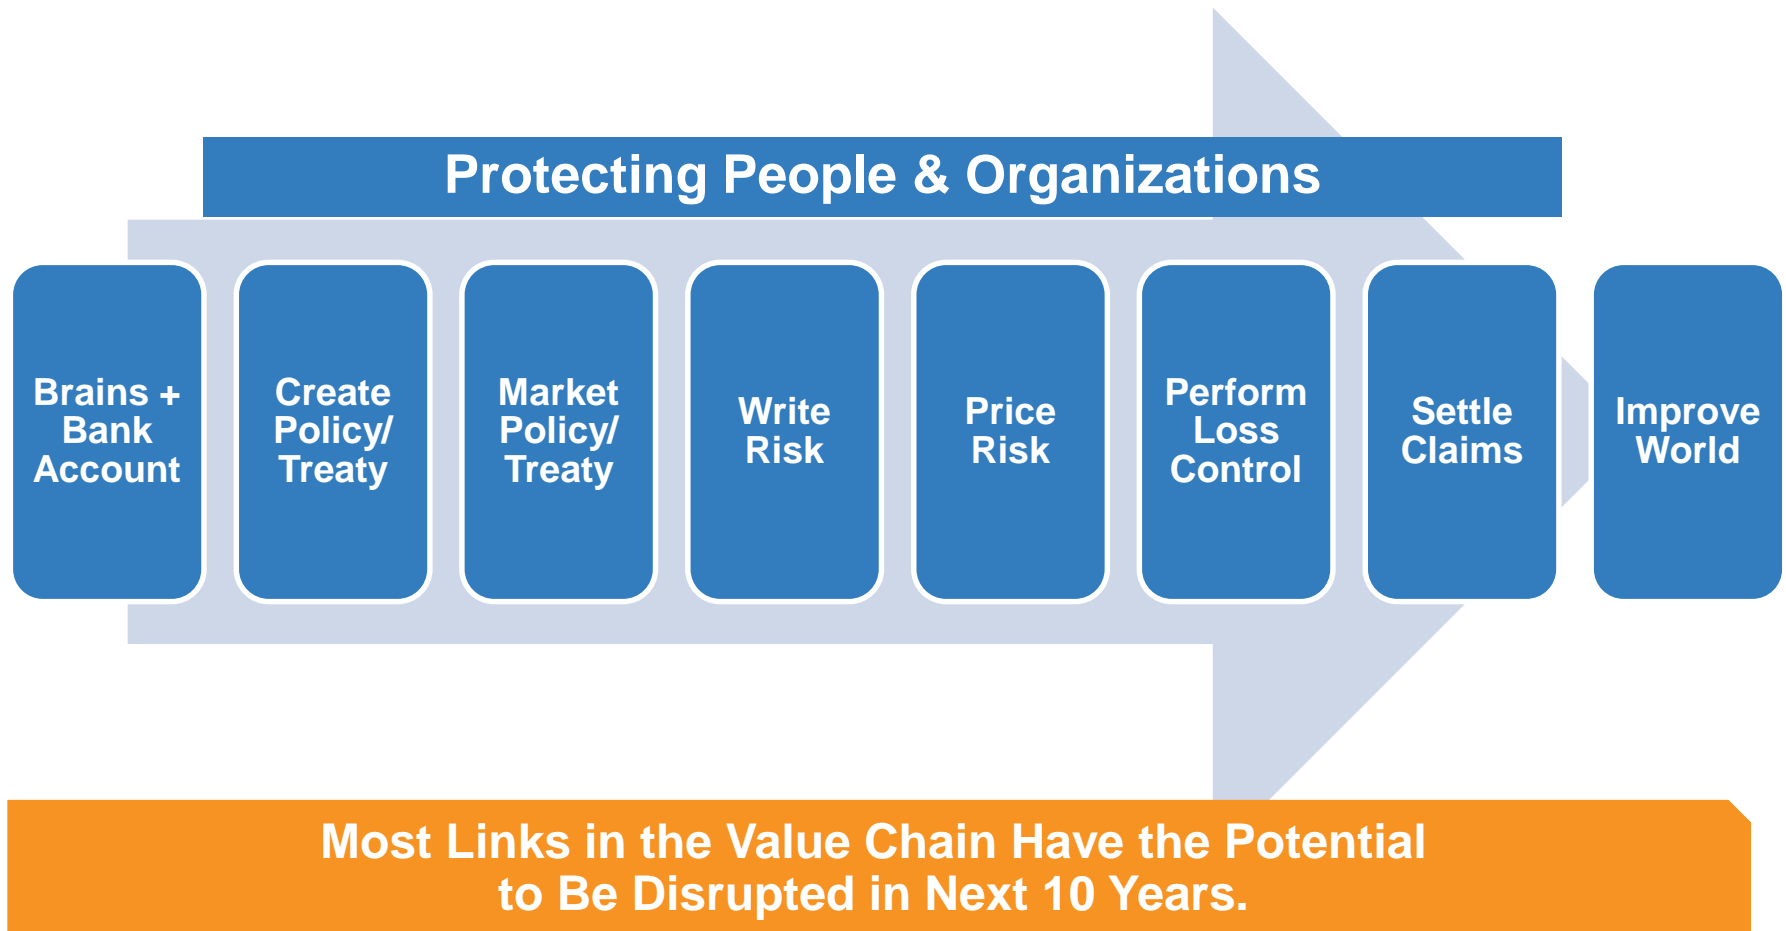 Protecting People & Organizations
Brains +
Bank
Account
Create
Policy/
Treaty
Market
Policy/
Treaty
Write
Risk
Price
Risk
Perform
Loss
Control
Settle
Claims
Improve
World
Most Links in the Value Chain Have the Potential
to Be Disrupted in Next 10 Years.